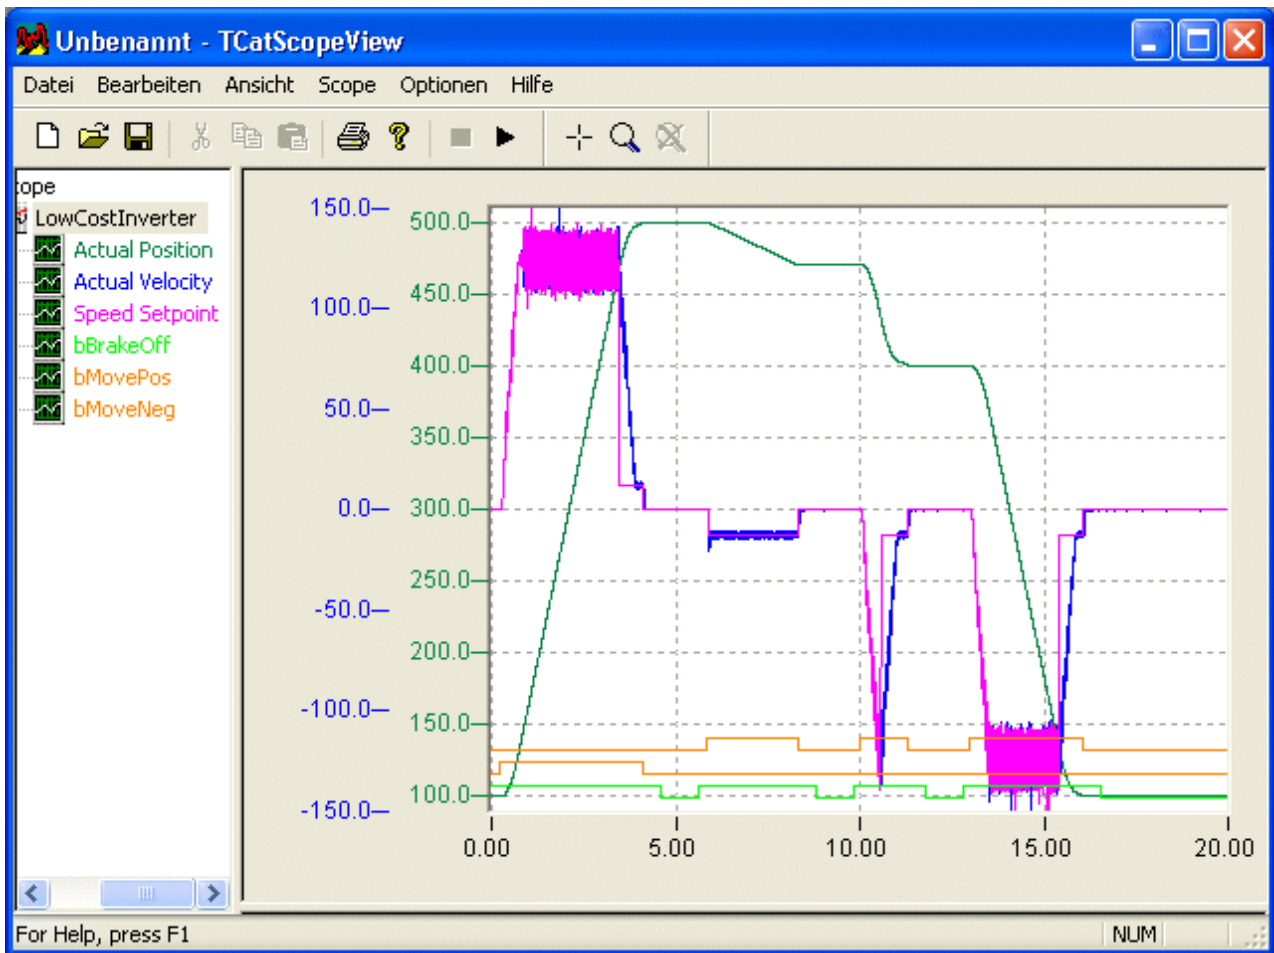 Unbenannt - TCatScopeView
Datei Bearbeiten Ansicht Scope Optionen Hilfe
cope
LowCostInverter
Actual Position
Actual Velocity
Speed Setpoint
bBrakeOff
bMovePos
bMoveNeg
150.0
500.0
450.0
100.0
400.0
50.0
350.0
0.0 300.0
250.0
-50.0
200.0
-100.0
150.0
100.0
-150.0
0.00 5.00 10.00 15.00 20.00
For Help, press F1 NUM